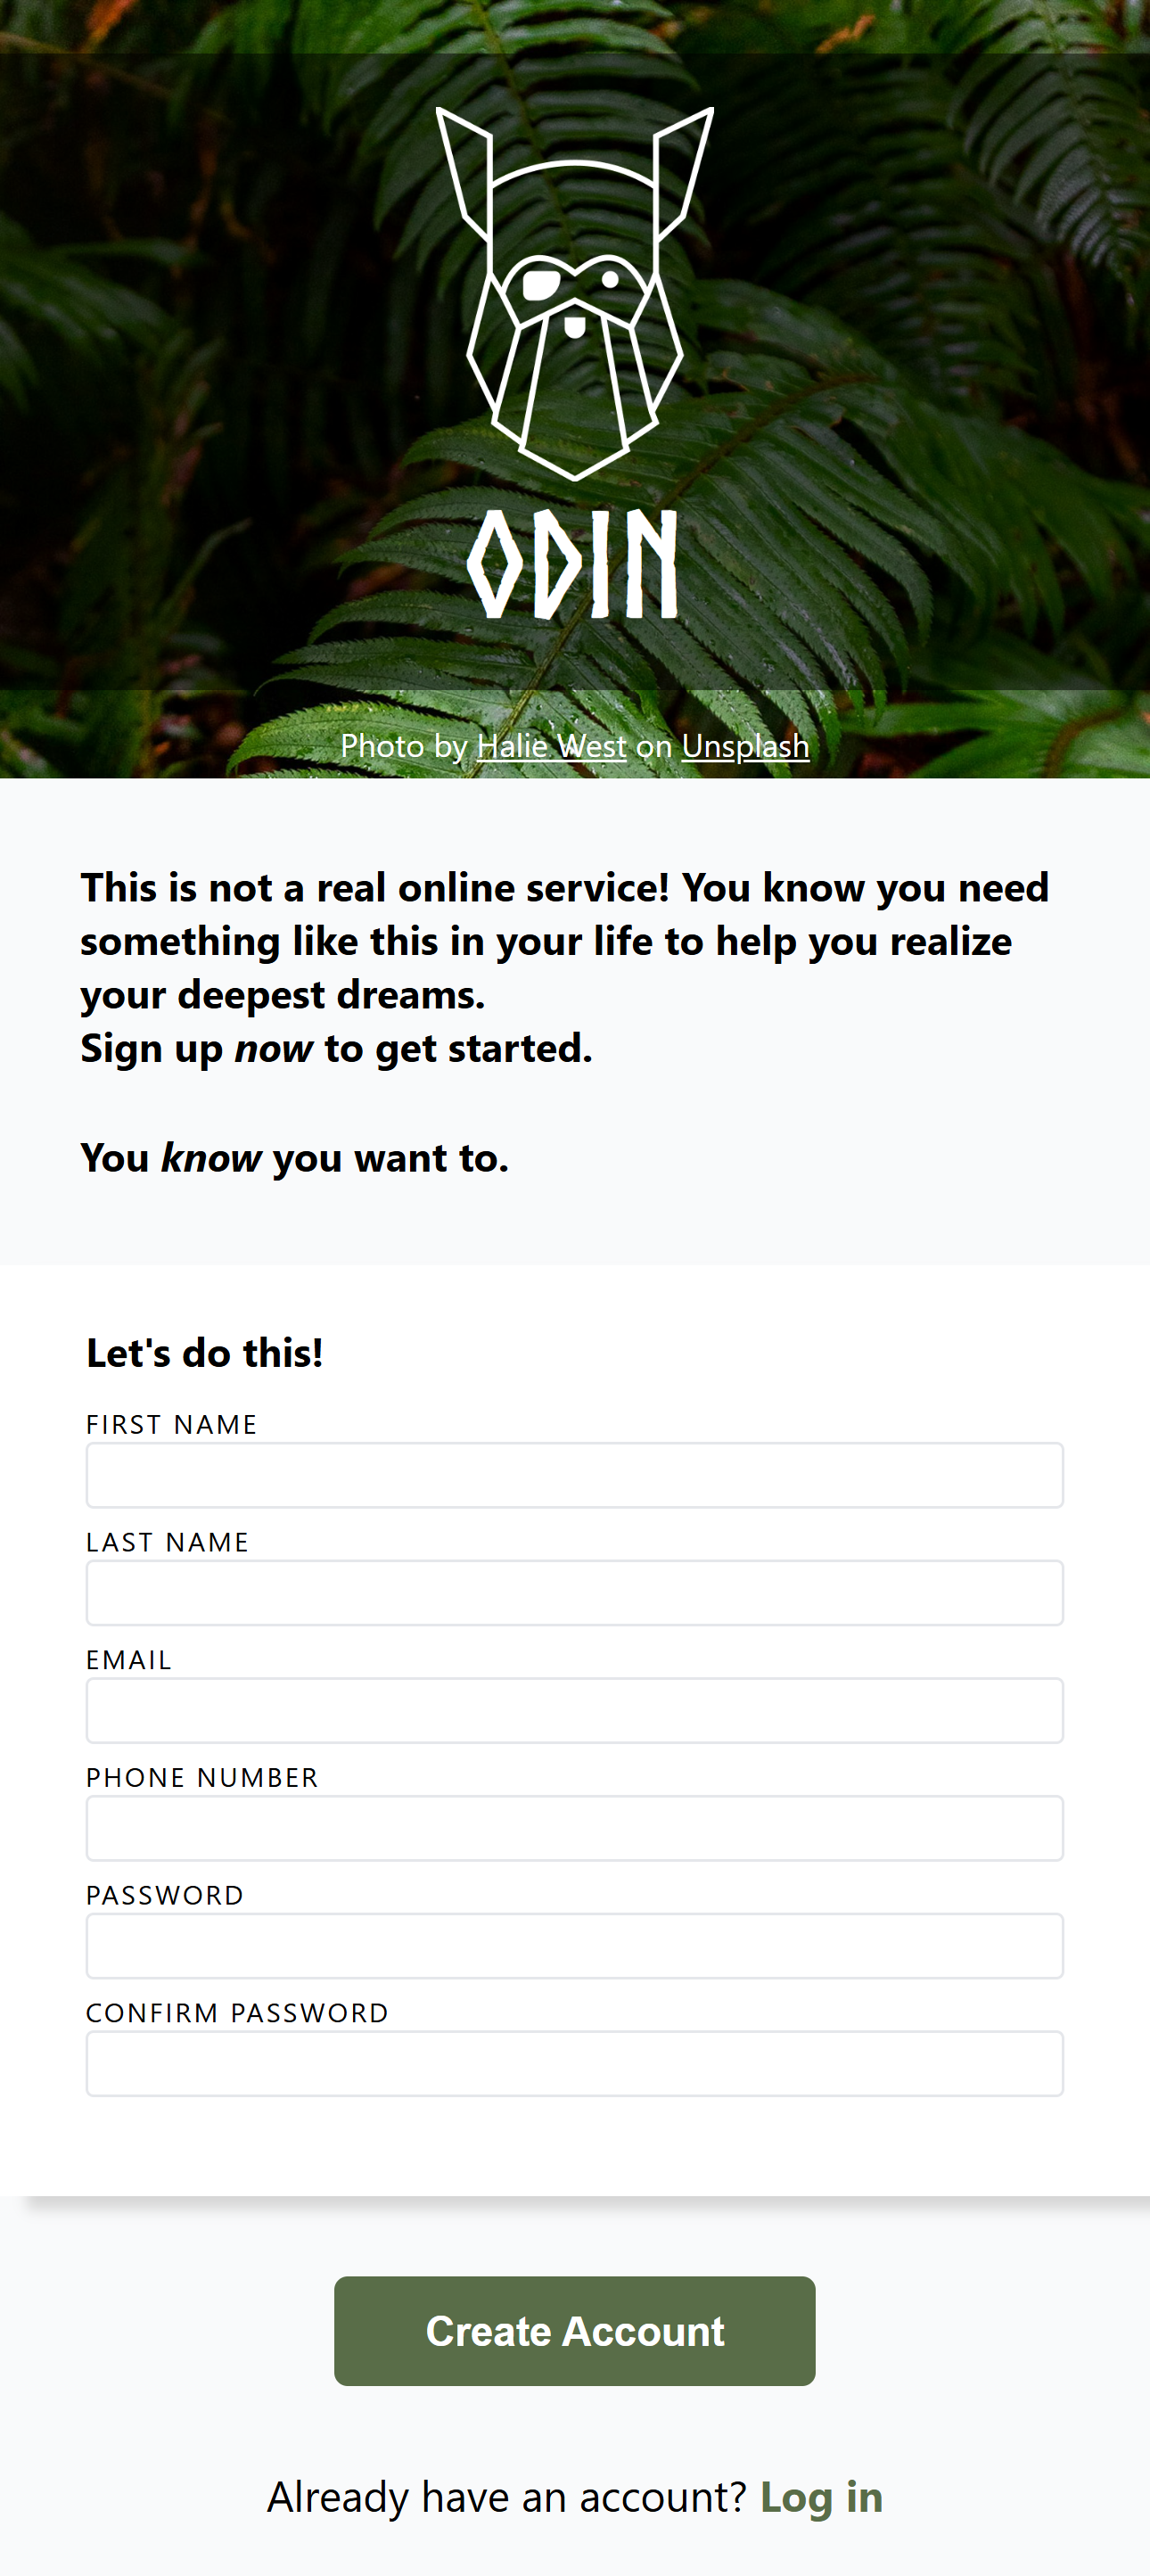 ODIN
Photo by Halie West on Unsplash
This is not a real online service! You know you need
something like this in your life to help you realize
your deepest dreams.
Sign up now to get started.
You know you want to.
Let's do this!
FIRST NAME
LAST NAME
EMAIL
PHONE NUMBER
PASSWORD
CONFIRM PASSWORD
Create Account
Already have an account? Log in